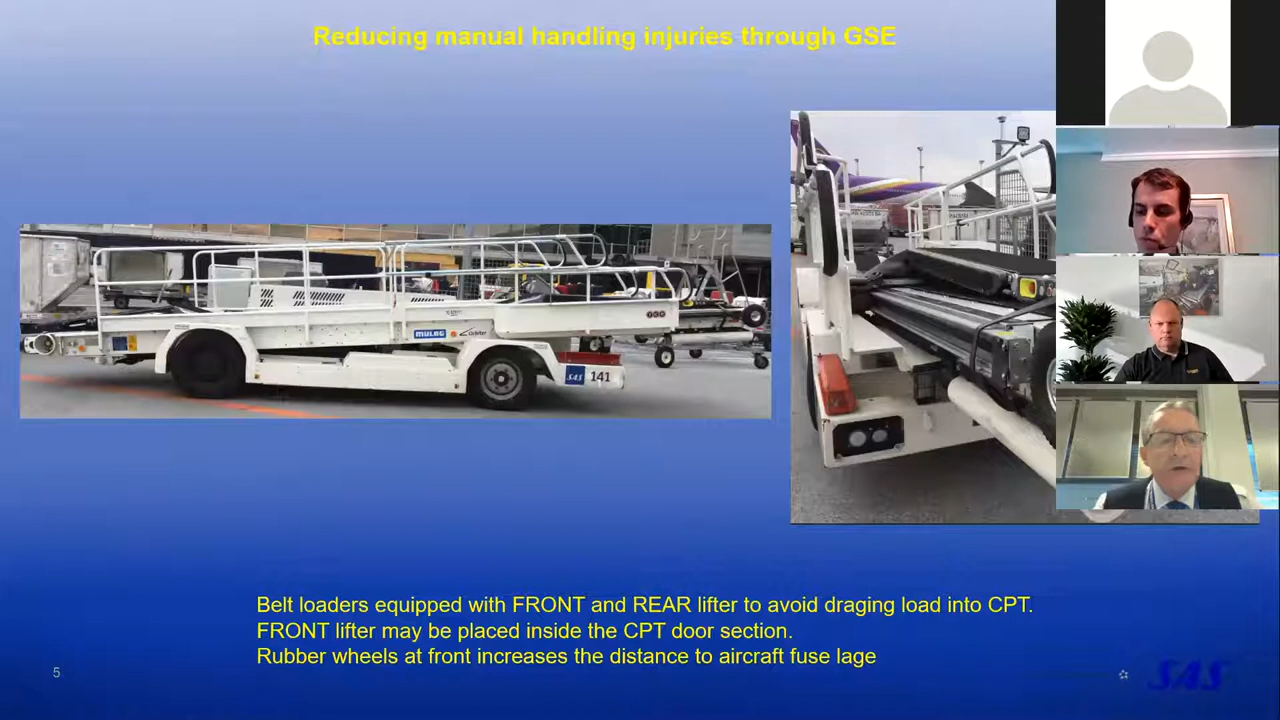 Reducing manual handling injuries through GSE
MULAG
Orbiter
SAS 141
Belt loaders equipped with FRONT and REAR lifter to avoid draging load into CPT.
FRONT lifter may be placed inside the CPT door section.
Rubber wheels at front increases the distance to aircraft fuse lage
5
SAS